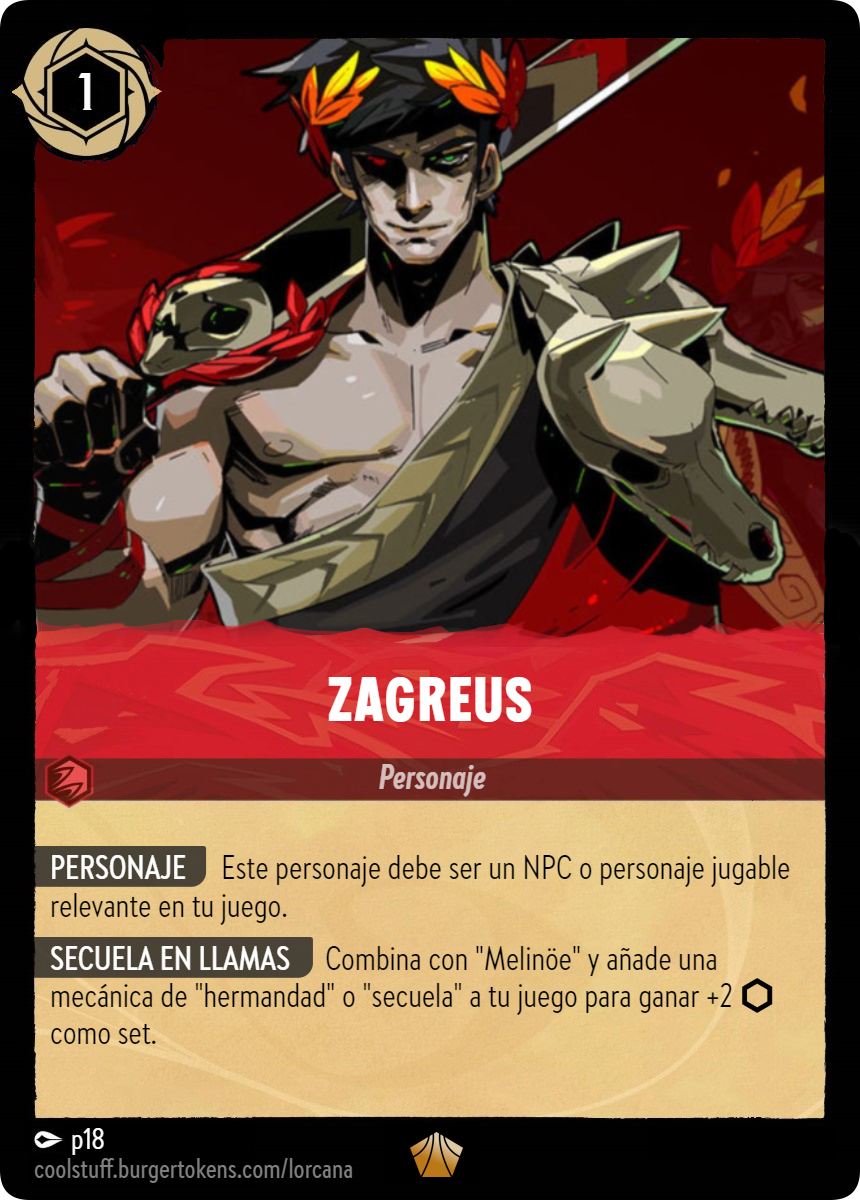 1
ZAGREUS
Personaje
PERSONAJE Este personaje debe ser un NPC o personaje jugable
relevante en tu juego.
SECUELA EN LLAMAS Combina con "Melinöe" y añade una
mecánica de "hermandad" o "secuela" a tu juego para ganar +2
como set.
p18
coolstuff.burgertokens.com/lorcana